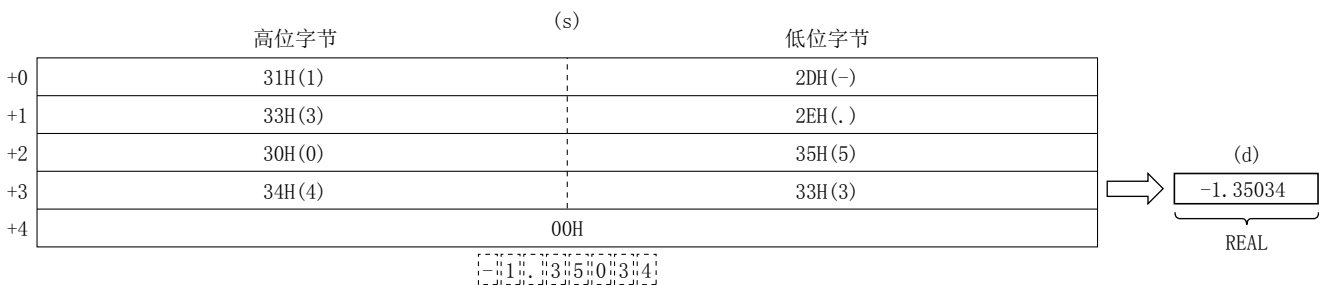 (s)
高位字节 低位字节
+0 31H(1) 2DH(-)
+1 33H(3) 2EH(.)
+2 30H(0) 35H(5)
(d)
+3 34H(4) 33H(3) -1.35034
+4 00H
REAL
-1.35034